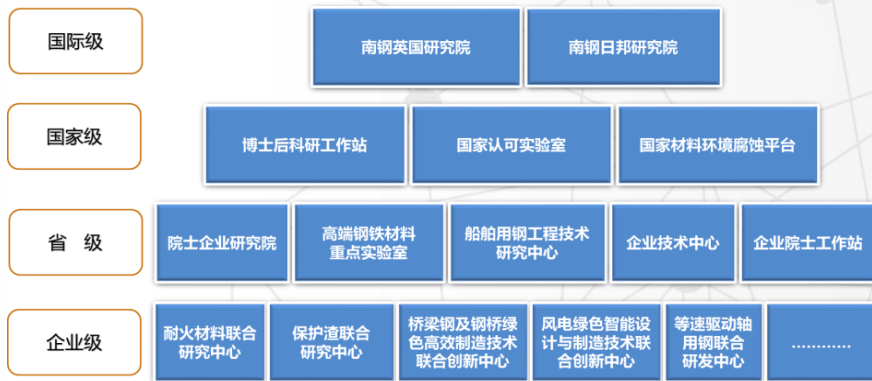 国际级
南钢英国研究院
南钢日邦研究院
国家级
博士后科研工作站
国家认可实验室
国家材料环境腐蚀平台
省 级
院士企业研究院
高端钢铁材料
重点实验室
船舶用钢工程技术
研究中心
企业技术中心
企业院士工作站
企业级
耐火材料联合
研究中心
保护渣联合
研究中心
桥梁钢及钢桥绿
色高效制造技术
联合创新中心
风电绿色智能设
计与制造技术联
合创新中心
等速驱动轴
用钢联合
研发中心
…………